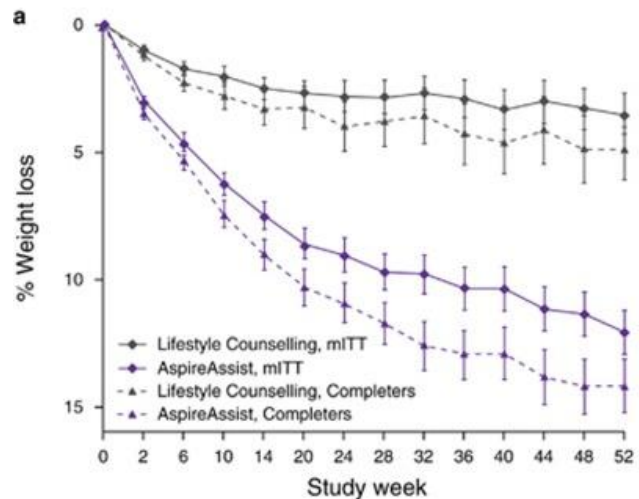 a
0
5
10
15
% Weight loss
Lifestyle Counselling, mITT
AspireAssist, mITT
Lifestyle Counselling, Completers
AspireAssist, Completers
0 2 6 10 14 20 24 28 32 36 40 44 48 52
Study week